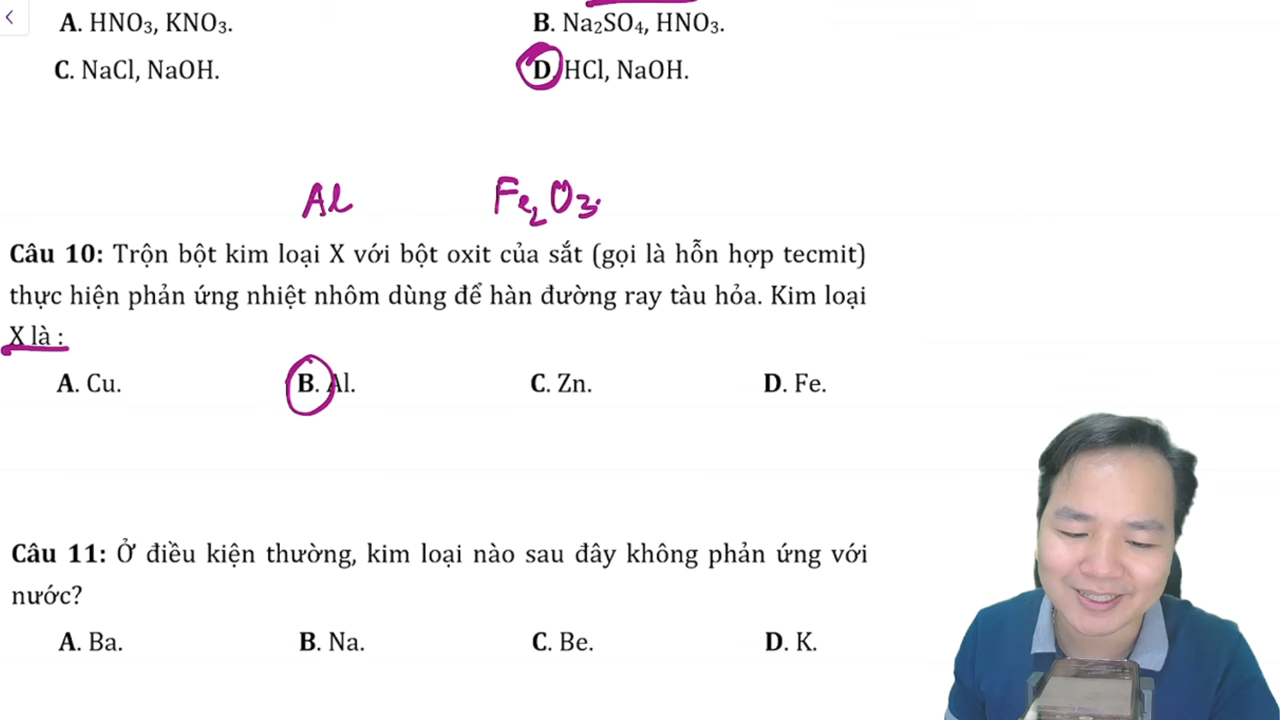 A. HNO₃, KNO₃. B. Na₂SO₄, HNO₃.
C. NaCl, NaOH. D. HCl, NaOH.
Al Fe₂O₃.
Câu 10: Trộn bột kim loại X với bột oxit của sắt (gọi là hỗn hợp tecmit)
thực hiện phản ứng nhiệt nhôm dùng để hàn đường ray tàu hỏa. Kim loại
X là :
A. Cu. B. Al. C. Zn. D. Fe.
Câu 11: Ở điều kiện thường, kim loại nào sau đây không phản ứng với
nước?
A. Ba. B. Na. C. Be. D. K.